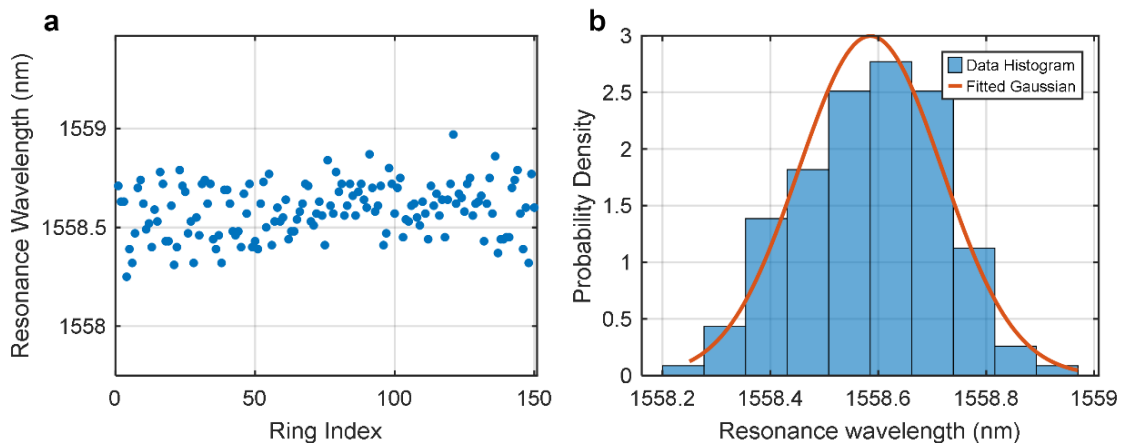 a
Resonance Wavelength (nm)
1559
1558.5
1558
0
50
100
150
Ring Index
b
Probability Density
3
2.5
2
1.5
1
0.5
0
Data Histogram
Fitted Gaussian
1558.2
1558.4
1558.6
1558.8
1559
Resonance wavelength (nm)